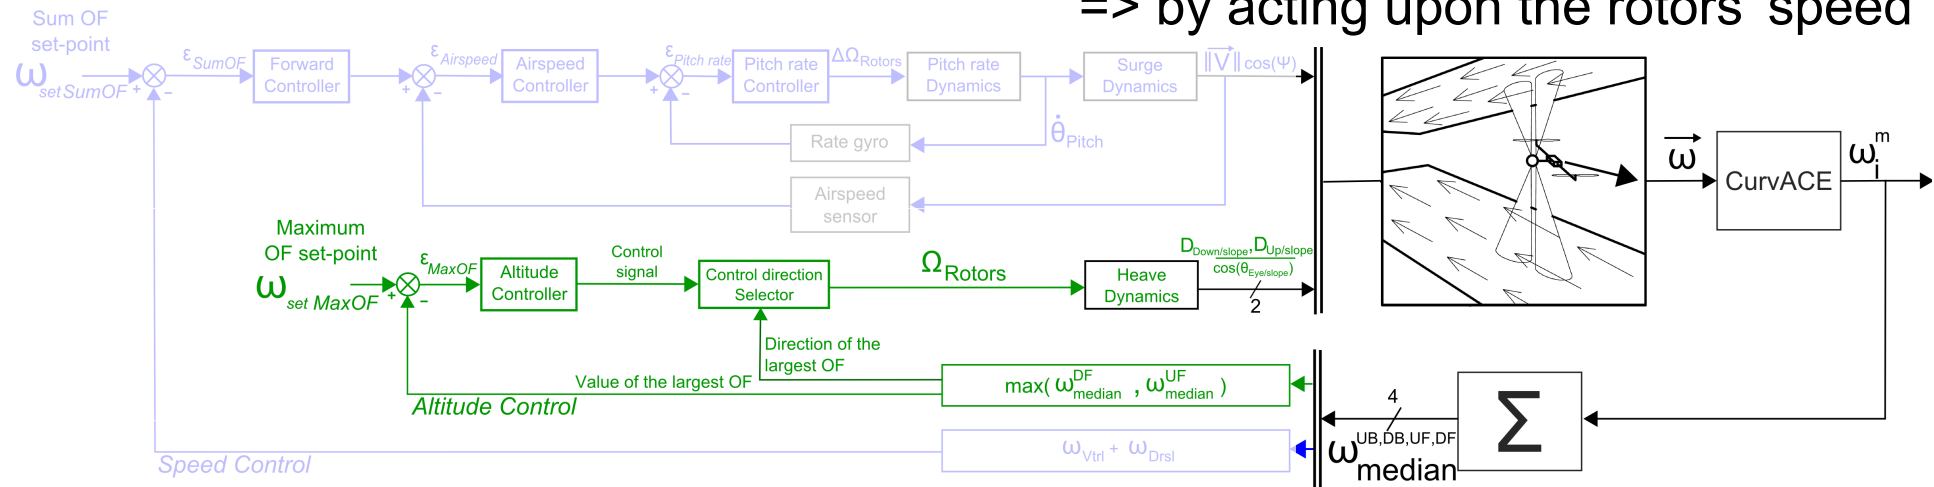 => by acting upon the rotors' speed
Sum OF
set-point
ω setSumOF
+
−
ε SumOF
Forward
Controller
+
−
ε Airspeed
Airspeed
Controller
+
−
ε Pitch rate
Pitch rate
Controller
ΔΩ Rotors
Pitch rate
Dynamics
Surge
Dynamics
||V|| cos(Ψ)
Rate gyro
θ̇ Pitch
Airspeed
sensor
ω
CurvACE
ω i m
Maximum
OF set-point
ω set MaxOF
+
−
ε MaxOF
Altitude
Controller
Control
signal
Control direction
Selector
Ω Rotors
Heave
Dynamics
D Down/slope, D Up/slope
cos(θ Eye/slope)
2
Direction of the
largest OF
Value of the largest OF
Altitude Control
max( ω median DF , ω median UF )
4
ω median UB,DB,UF,DF
Σ
Speed Control
ω Vtrl + ω Drsl